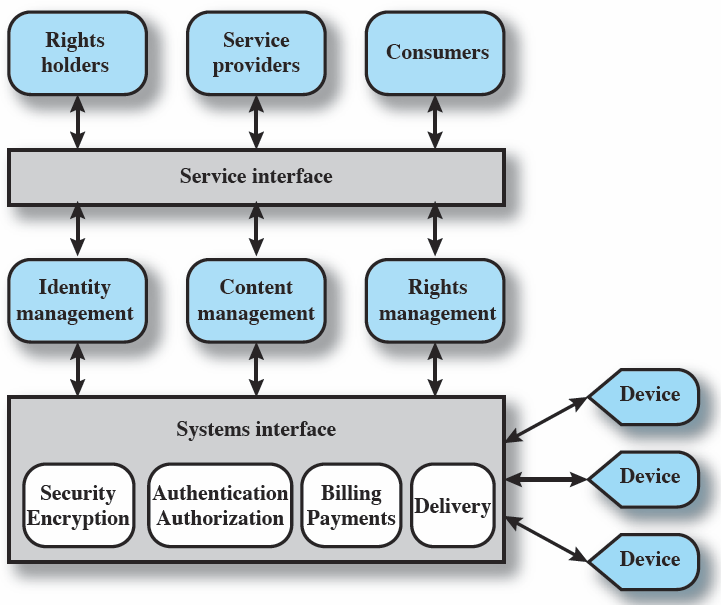 Rights
holders
Service
providers
Consumers
Service interface
Identity
management
Content
management
Rights
management
Systems interface
Security
Encryption
Authentication
Authorization
Billing
Payments
Delivery
Device
Device
Device